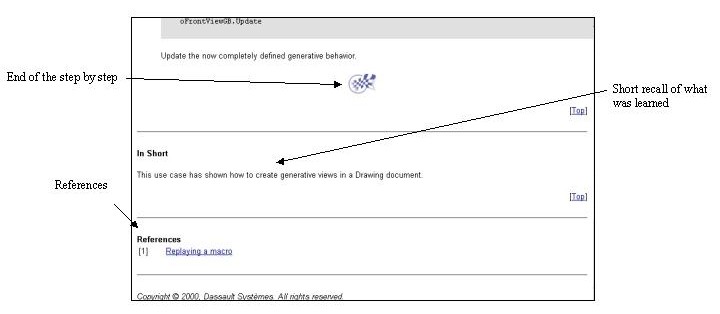 oFrontViewGB.Update
Update the now completely defined generative behavior.
End of the step by step
Short recall of what
was learned
[Top]
In Short
This use case has shown how to create generative views in a Drawing document.
References
[Top]
References
[1] Replaying a macro
Copyright © 2000, Dassault Systèmes. All rights reserved.